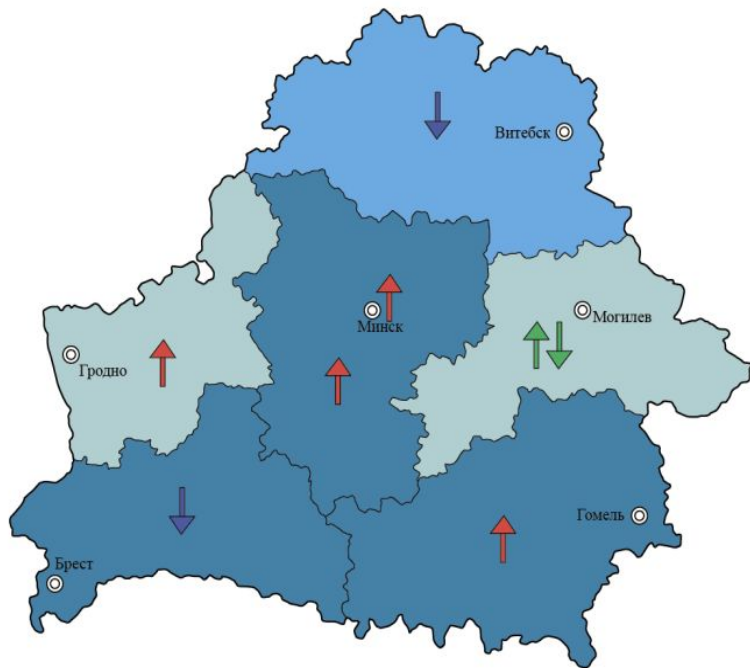 Витебск
Минск
Могилев
Гродно
Гомель
Брест